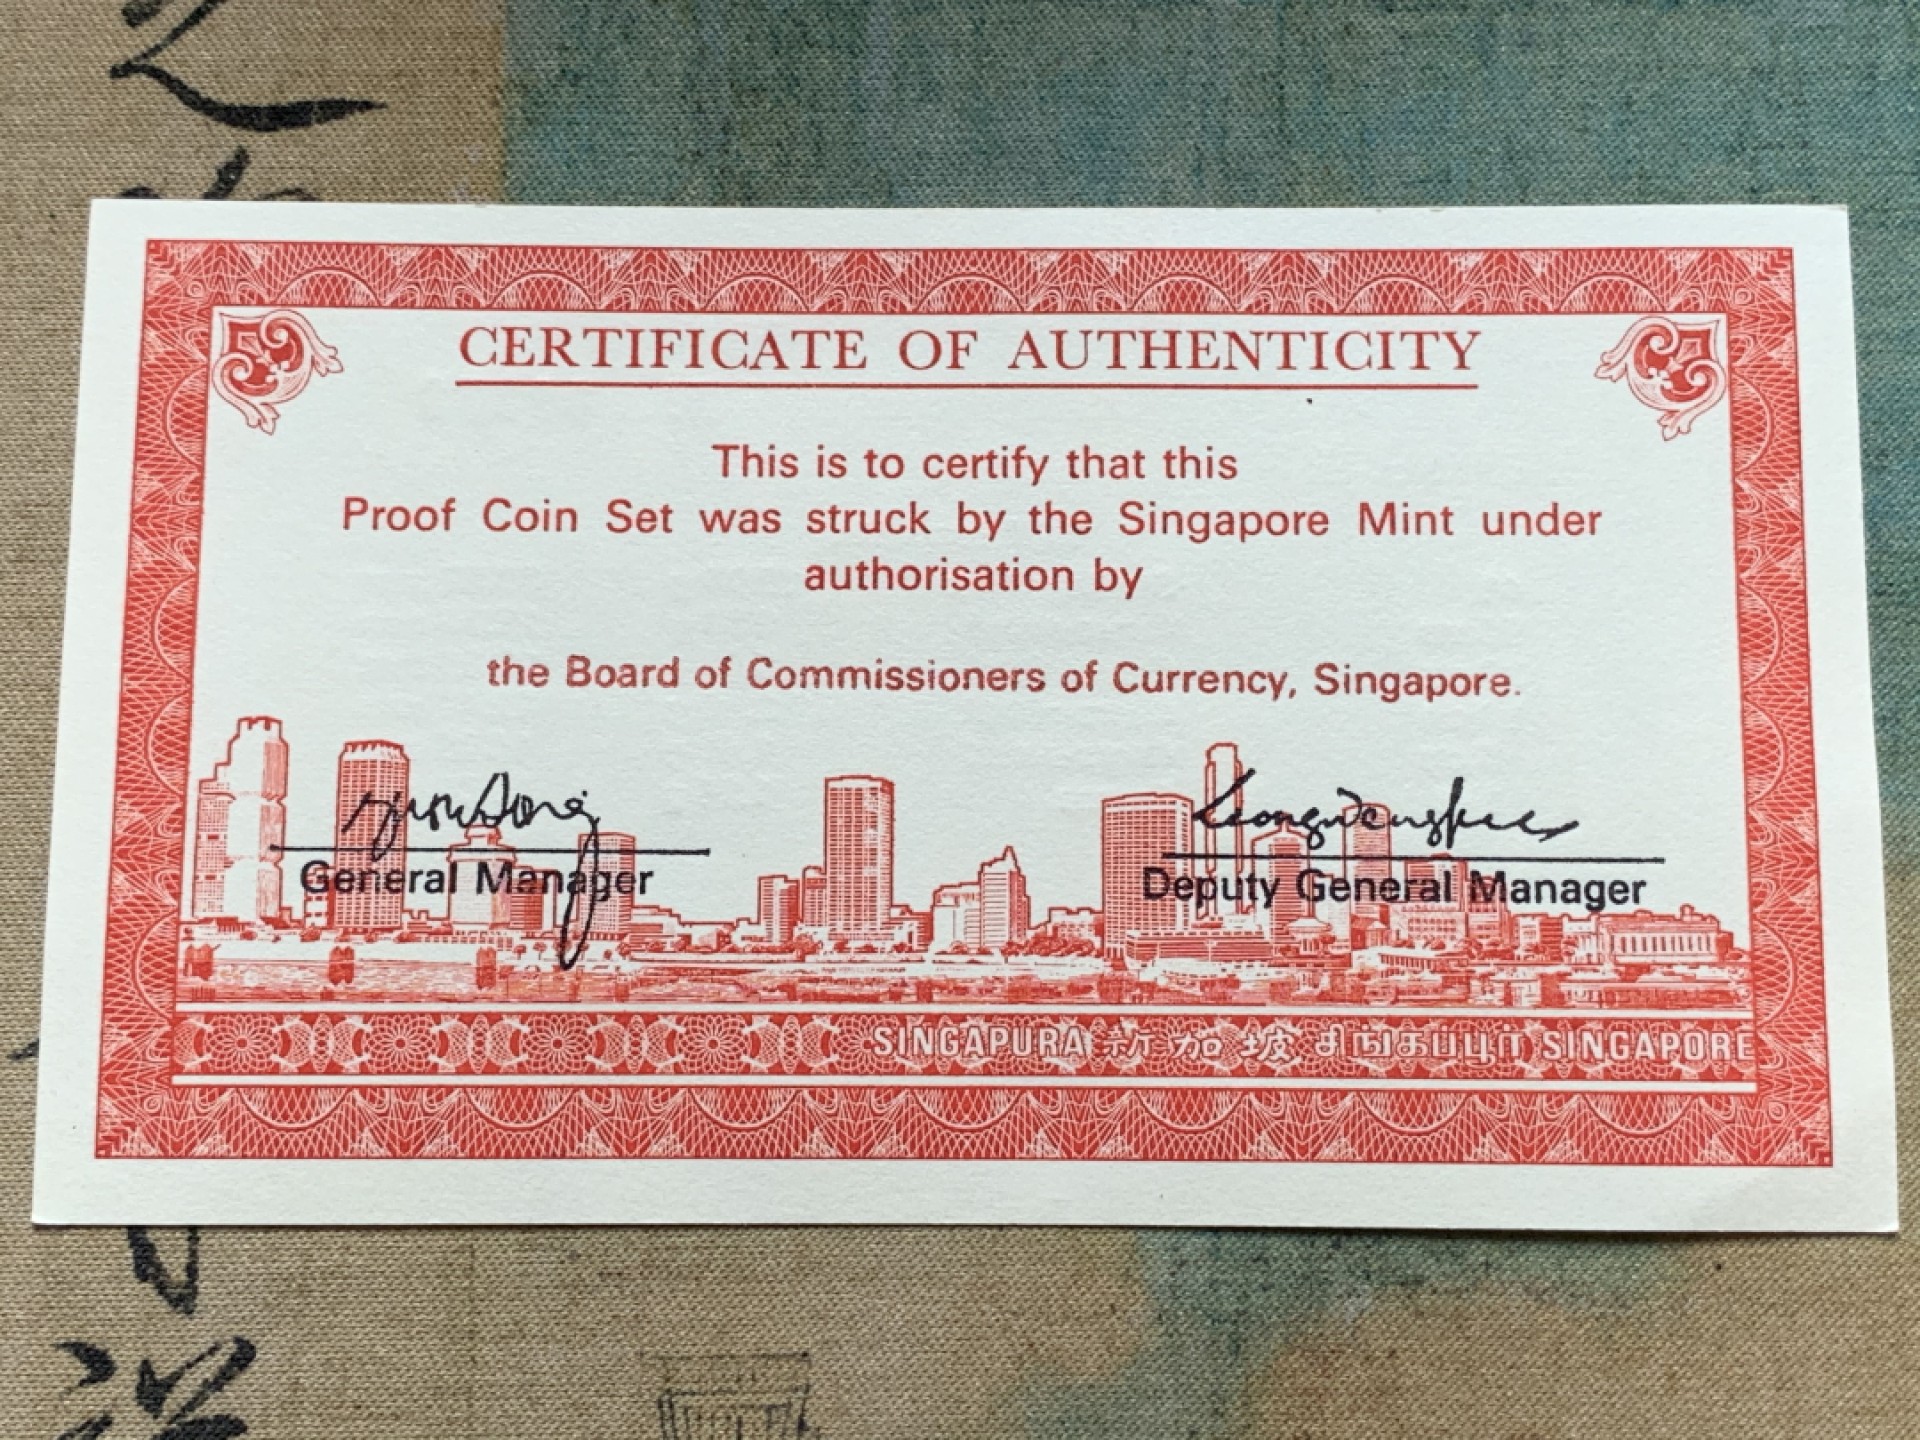 CERTIFICATE OF AUTHENTICITY
This is to certify that this
Proof Coin Set was struck by the Singapore Mint under
authorisation by
the Board of Commissioners of Currency, Singapore.
General Manager
Deputy General Manager
SINGAPURA 新加坡 சிங்கப்பூர் SINGAPORE